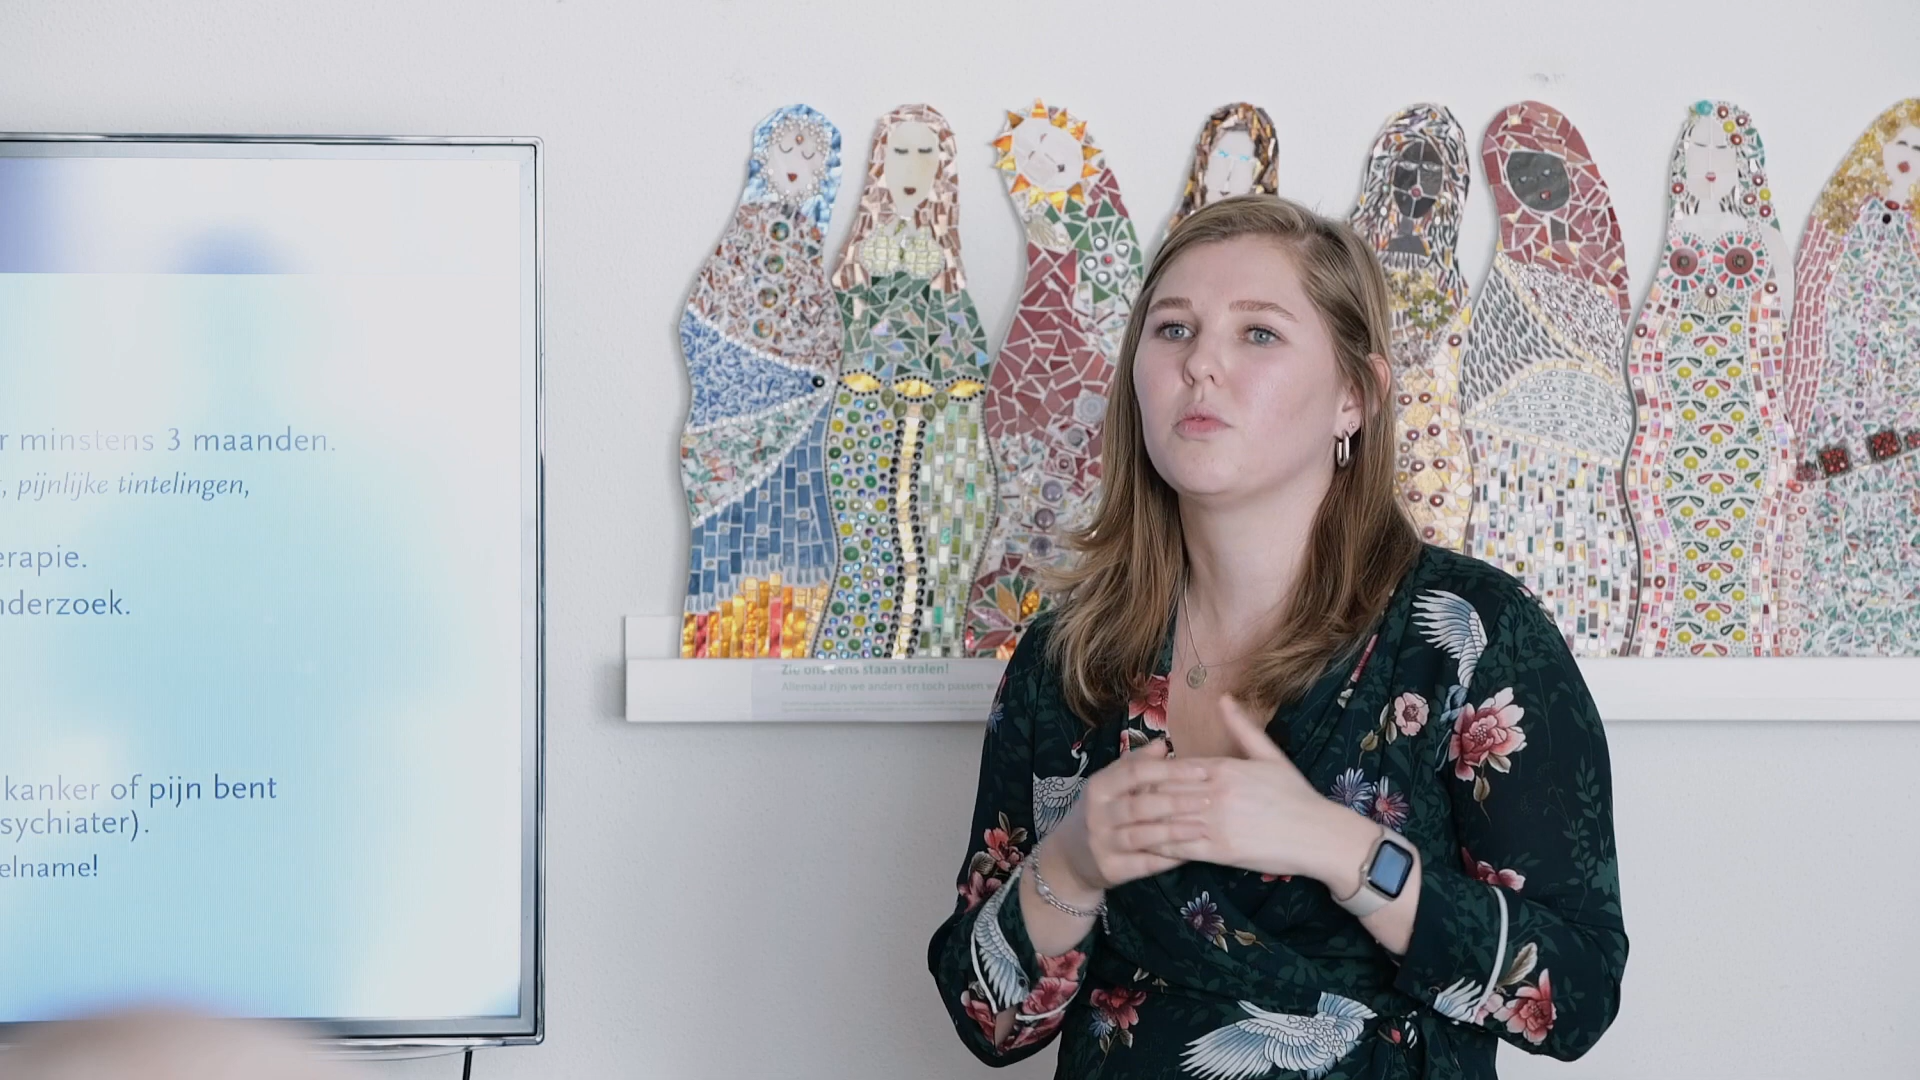 r minstens 3 maanden.
, pijnlijke tintelingen,
erapie.
nderzoek.
kanker of pijn bent
sychiater).
elname!
Zie ons eens staan stralen!
Allemaal zijn we anders en toch passen w